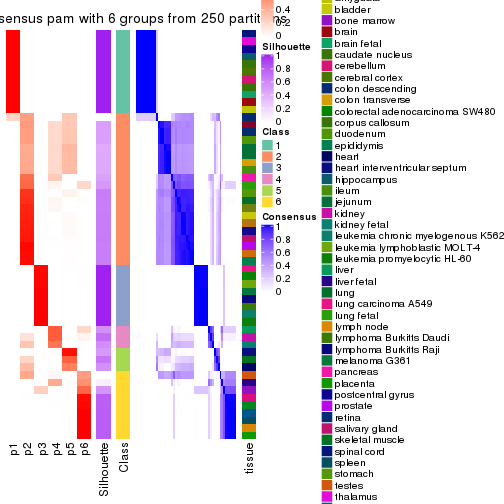 sensus pam with 6 groups from 250 partitions
0.4
0.2
0
Silhouette
1
0.8
0.6
0.4
0.2
0
Class
1
2
3
4
5
6
Consensus
1
0.8
0.6
0.4
0.2
0
bladder
bone marrow
brain
brain fetal
caudate nucleus
cerebellum
cerebral cortex
colon descending
colon transverse
colorectal adenocarcinoma SW480
corpus callosum
duodenum
epididymis
heart
heart interventricular septum
hippocampus
ileum
jejunum
kidney
kidney fetal
leukemia chronic myelogenous K562
leukemia lymphoblastic MOLT-4
leukemia promyelocytic HL-60
liver
liver fetal
lung
lung carcinoma A549
lung fetal
lymph node
lymphoma Burkitts Daudi
lymphoma Burkitts Raji
melanoma G361
pancreas
placenta
postcentral gyrus
prostate
retina
salivary gland
skeletal muscle
spinal cord
spleen
stomach
testes
thalamus
p1
p2
p3
p4
p5
p6
Silhouette
Class
tissue